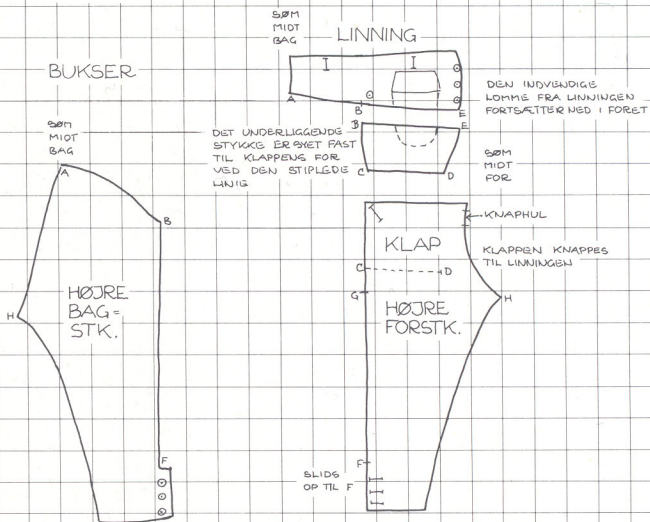 SØM
MIDT
BAG
LINNING
I
I
A
B
E
DEN INDVENDIGE
LOMME FRA LINNINGEN
FORTSÆTTER NED I FORET
BUKSER
SØM
MIDT
BAG
A
B
H
HØJRE
BAG=
STK.
F
DET UNDERLIGGENDE
STYKKE ER SYET FAST
TIL KLAPPENS FOR
VED DEN STIPLEDE
LINIE
B
E
C
D
SØM
MIDT
FOR
KNAPHUL
KLAP
KLAPPEN KNAPPES
TIL LINNINGEN
C
D
G
H
HØJRE
FORSTK.
F
SLIDS
OP TIL F